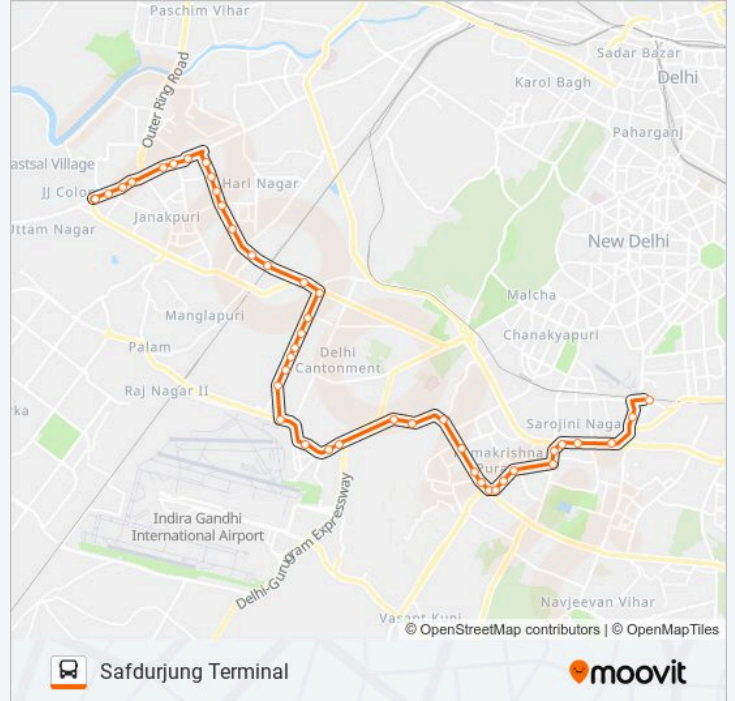 Paschim Vihar
Sadar Bazar
Delhi
Karol Bagh
Outer Ring Road
Paharganj
astsal Village
Hari Nagar
JJ Colon
Janakpuri
Uttam Nagar
New Delhi
Malcha
Manglapuri
Chanakyapuri
Palam
Delhi
Cantonment
Raj Nagar II
rka
Sarojini Naga
makrishna
Pura
Indira Gandhi
International Airport
Delhi-Gurugram Expressway
Navjeevan Vihar
Vasant Kunj
© OpenStreetMap contributors | © OpenMapTiles
Safdurjung Terminal
moovit